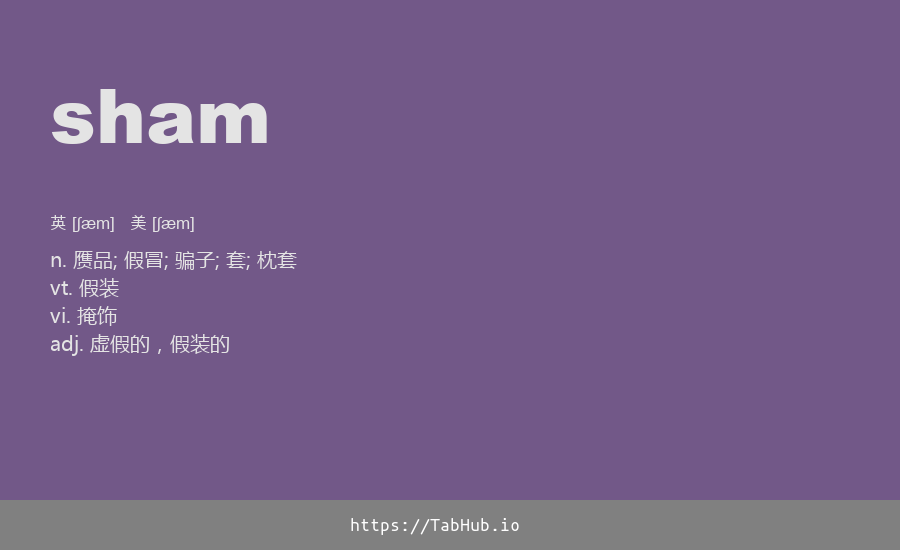 sham
英 [ʃæm] 美 [ʃæm]
n. 赝品; 假冒; 骗子; 套; 枕套
vt. 假装
vi. 掩饰
adj. 虚假的，假装的
https://TabHub.io